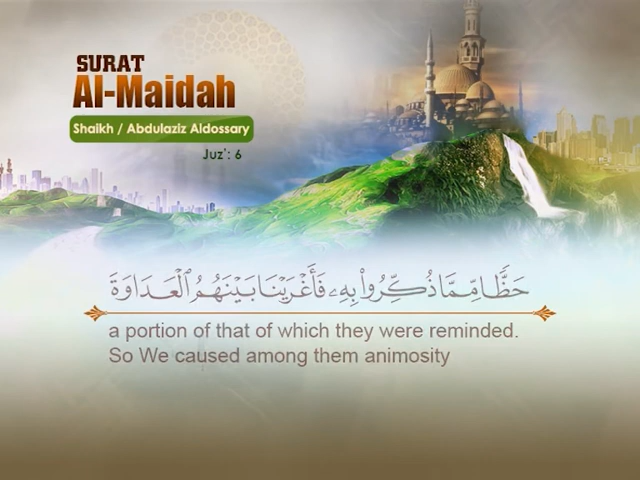 SURAT
Al-Maidah
Shaikh / Abdulaziz Aldossary
Juz': 6
حَظًّا مِّمَّا ذُكِّرُوا۟ بِهِۦ فَأَغْرَيْنَا بَيْنَهُمُ ٱلْعَدَاوَةَ
a portion of that of which they were reminded.
So We caused among them animosity